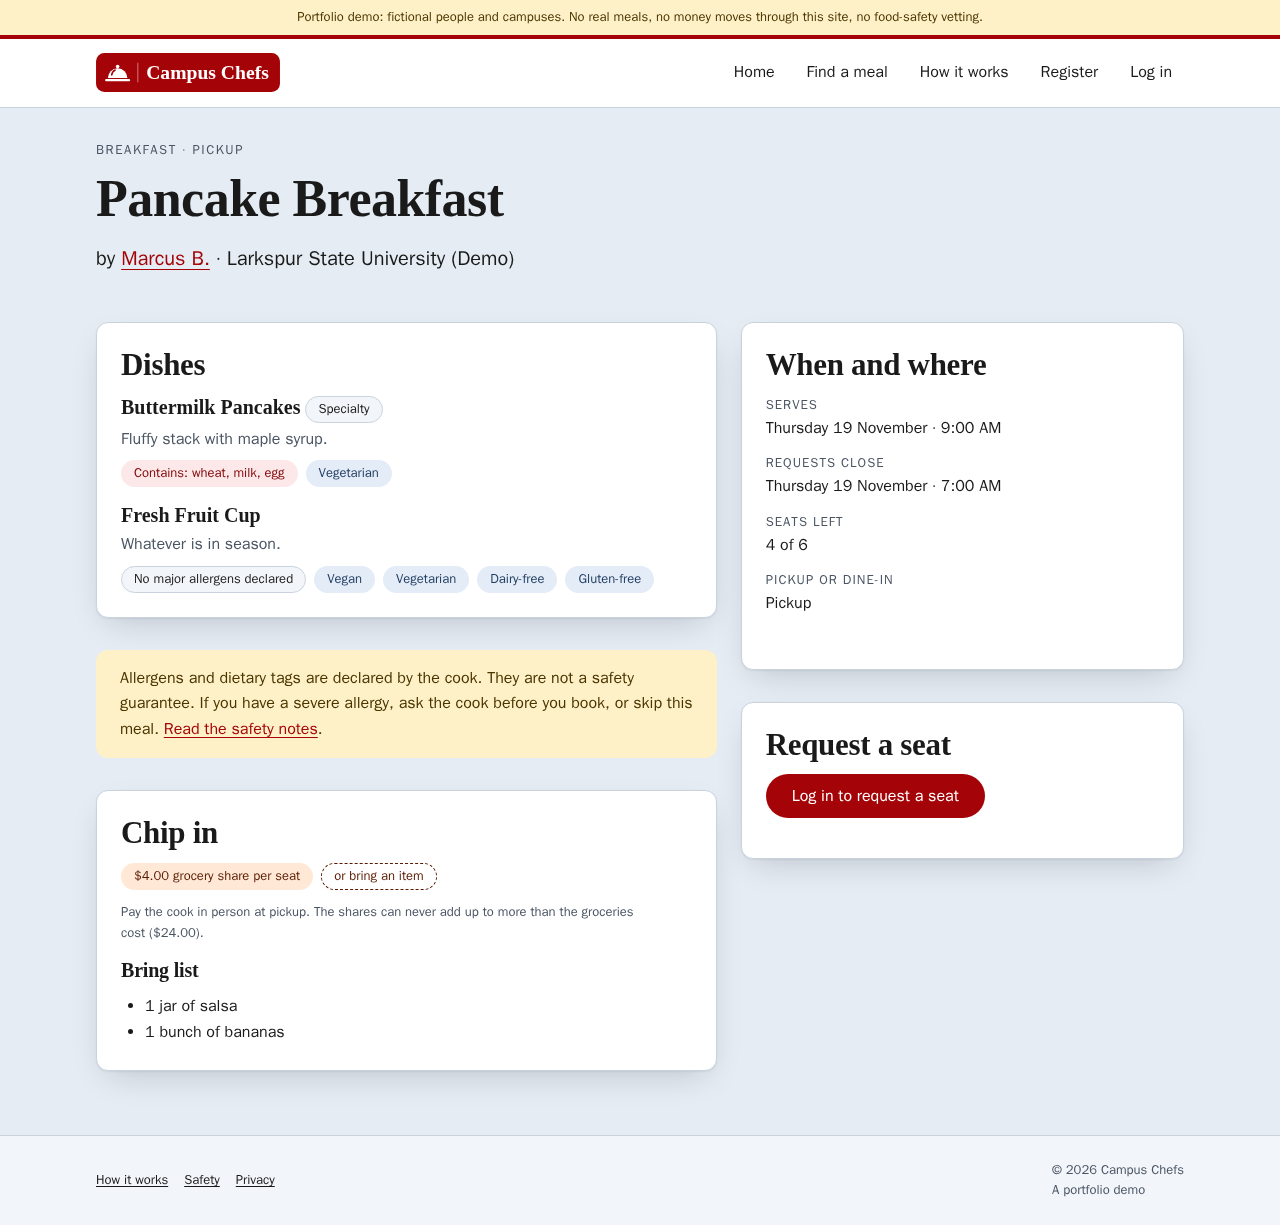 Portfolio demo: fictional people and campuses. No real meals, no money moves through this site, no food-safety vetting.
Campus Chefs
Home
Find a meal
How it works
Register
Log in
BREAKFAST · PICKUP
Pancake Breakfast
by Marcus B. · Larkspur State University (Demo)
Dishes
Buttermilk Pancakes Specialty
Fluffy stack with maple syrup.
Contains: wheat, milk, egg Vegetarian
Fresh Fruit Cup
Whatever is in season.
No major allergens declared Vegan Vegetarian Dairy-free Gluten-free
Allergens and dietary tags are declared by the cook. They are not a safety
guarantee. If you have a severe allergy, ask the cook before you book, or skip this
meal. Read the safety notes.
Chip in
$4.00 grocery share per seat or bring an item
Pay the cook in person at pickup. The shares can never add up to more than the groceries
cost ($24.00).
Bring list
• 1 jar of salsa
• 1 bunch of bananas
When and where
SERVES
Thursday 19 November · 9:00 AM
REQUESTS CLOSE
Thursday 19 November · 7:00 AM
SEATS LEFT
4 of 6
PICKUP OR DINE-IN
Pickup
Request a seat
Log in to request a seat
How it works Safety Privacy
© 2026 Campus Chefs
A portfolio demo